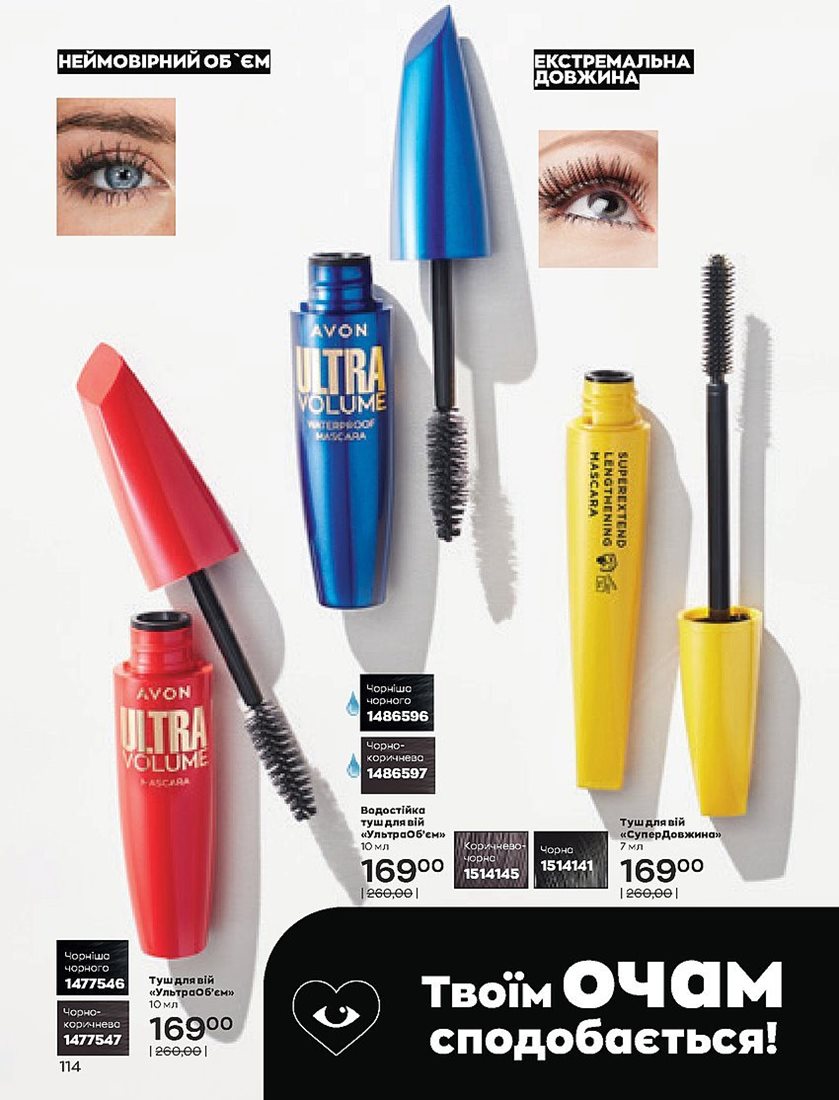 НЕЙМОВІРНИЙ ОБ`ЄМ
ЕКСТРЕМАЛЬНА
ДОВЖИНА
AVON
ULTRA
VOLUME
WATERPROOF
MASCARA
SUPEREXTEND
LENGTHENING
MASCARA
AVON
ULTRA
VOLUME
MASCARA
Чорніша
чорного
1486596
Чорно-
коричнева
1486597
Водостійка
туш для вій
«УльтраОб'єм»
10 мл
16900
|260,00|
Коричнево-
чорна
1514145
Чорна
1514141
Туш для вій
«СуперДовжина»
7 мл
16900
|260,00|
Чорніша
чорного
1477546
Чорно-
коричнева
1477547
Туш для вій
«УльтраОб'єм»
10 мл
16900
|260,00|
Твоїм очам
сподобається!
114